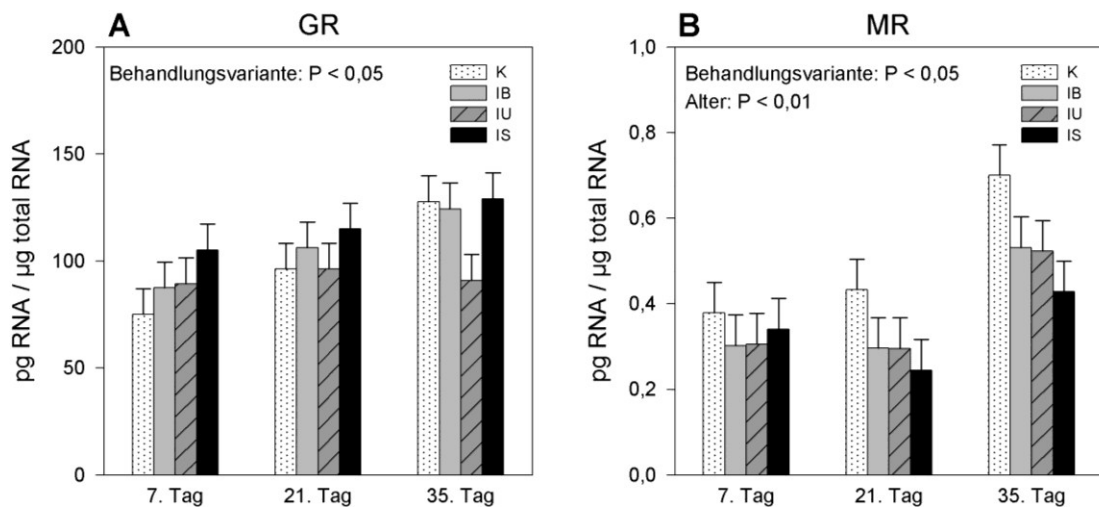 A GR
200
150
100
50
0
pg RNA / µg total RNA
Behandlungsvariante: P < 0,05
K
IB
IU
IS
7. Tag 21. Tag 35. Tag
B MR
1,0
0,8
0,6
0,4
0,2
0,0
pg RNA / µg total RNA
Behandlungsvariante: P < 0,05
Alter: P < 0,01
K
IB
IU
IS
7. Tag 21. Tag 35. Tag